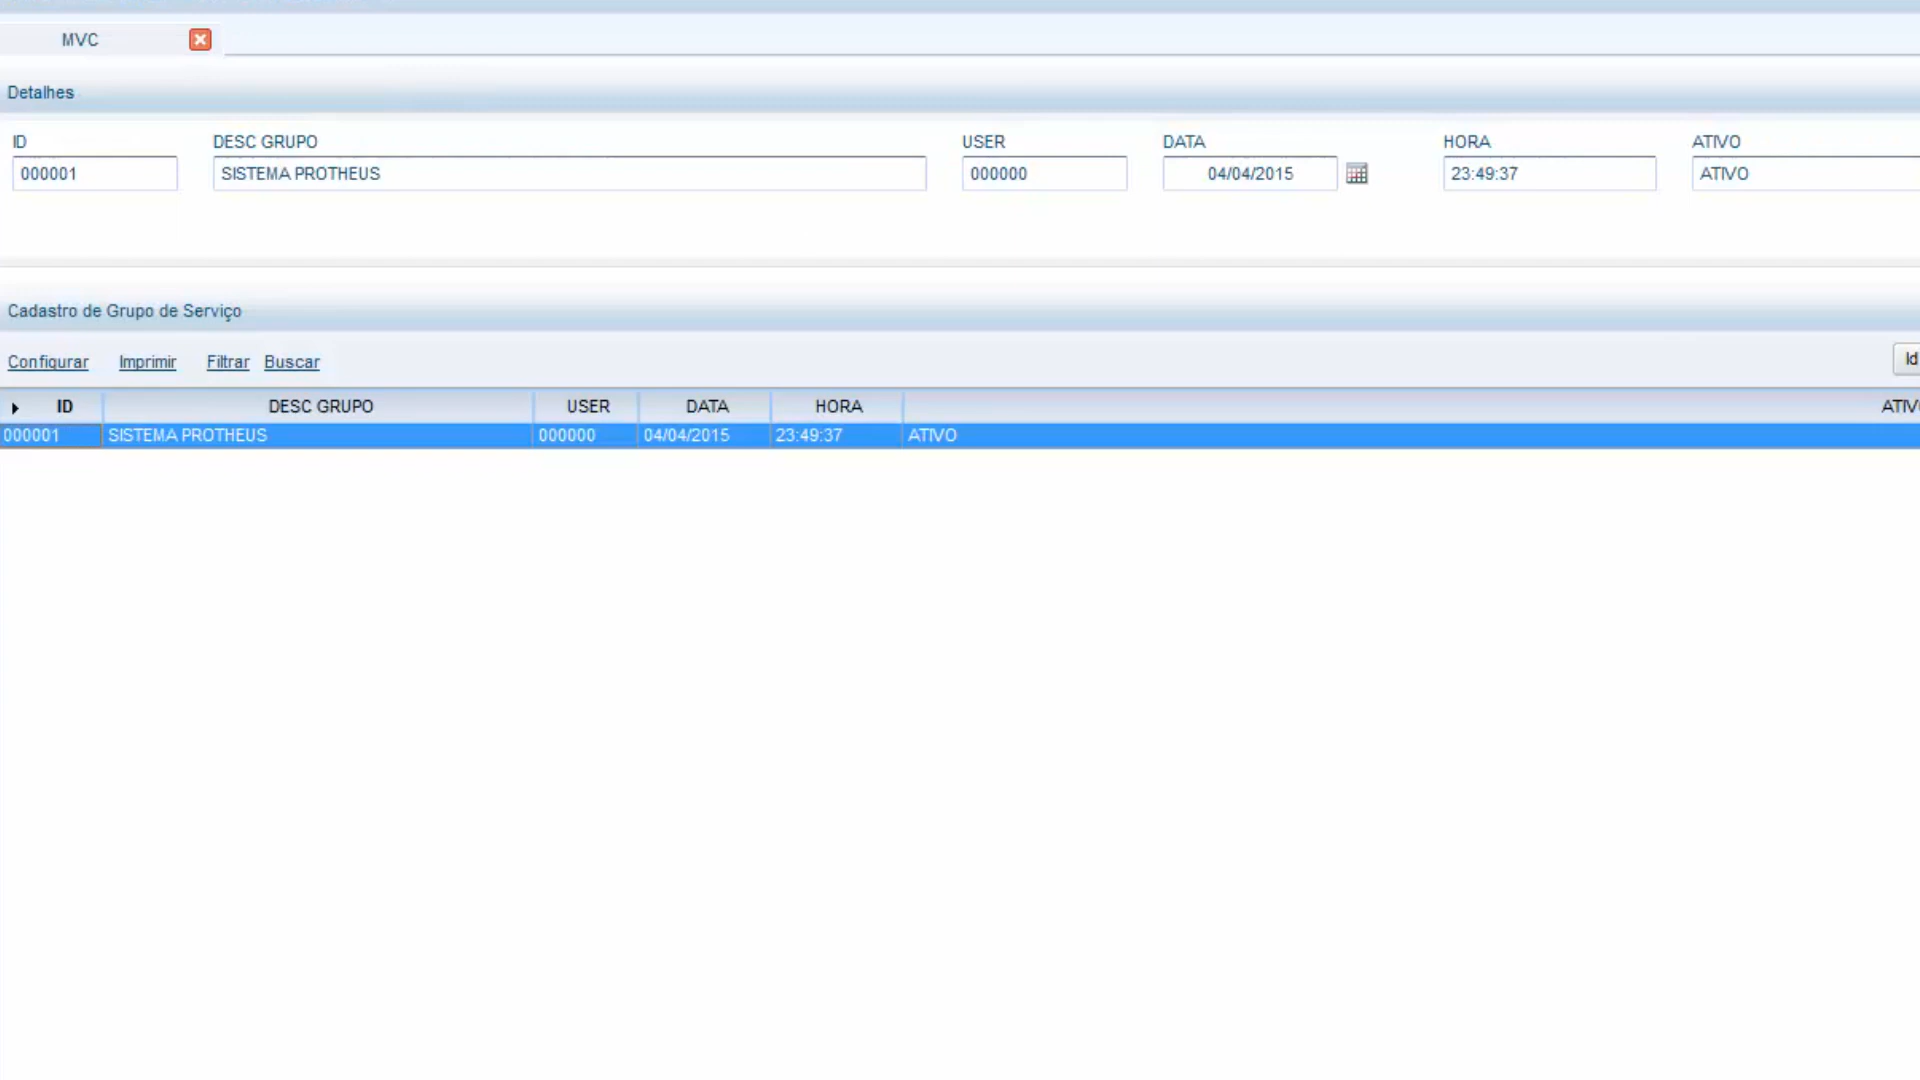 MVC
Detalhes
ID DESC GRUPO USER DATA HORA ATIVO
000001 SISTEMA PROTHEUS 000000 04/04/2015 23:49:37 ATIVO
Cadastro de Grupo de Serviço
Configurar Imprimir Filtrar Buscar Id
ID DESC GRUPO USER DATA HORA ATIV
000001 SISTEMA PROTHEUS 000000 04/04/2015 23:49:37 ATIVO